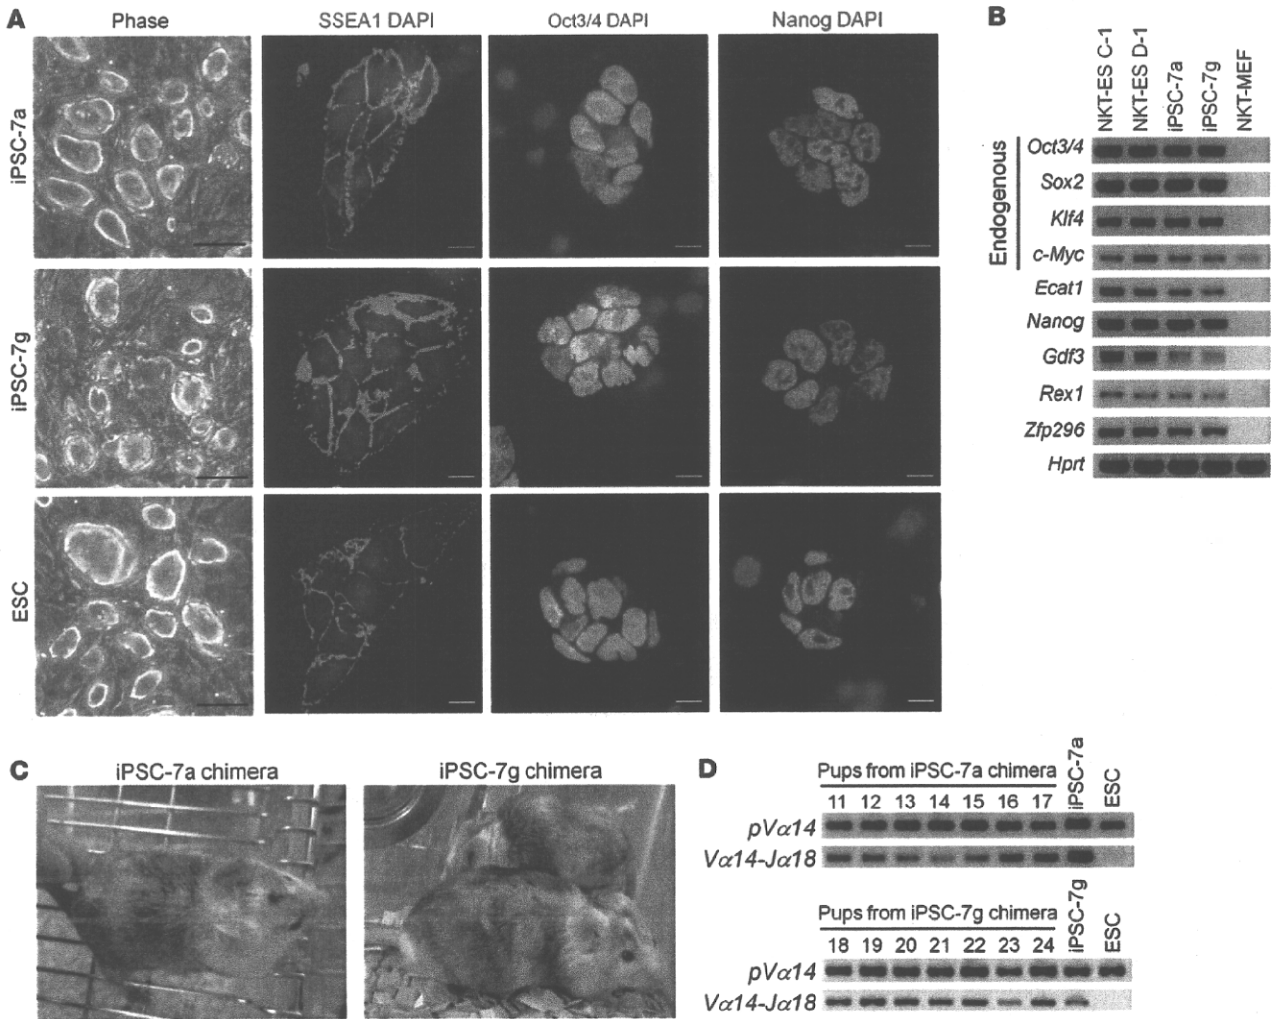 A
Phase
SSEA1 DAPI
Oct3/4 DAPI
Nanog DAPI
iPSC-7a
iPSC-7g
ESC
B
NKT-ES C-1
NKT-ES D-1
iPSC-7a
iPSC-7g
NKT-MEF
Endogenous
Oct3/4
Sox2
Klf4
c-Myc
Ecat1
Nanog
Gdf3
Rex1
Zfp296
Hprt
C
iPSC-7a chimera
iPSC-7g chimera
D
Pups from iPSC-7a chimera
11 12 13 14 15 16 17
iPSC-7a
ESC
pVα14
Vα14-Jα18
Pups from iPSC-7g chimera
18 19 20 21 22 23 24
iPSC-7g
ESC
pVα14
Vα14-Jα18